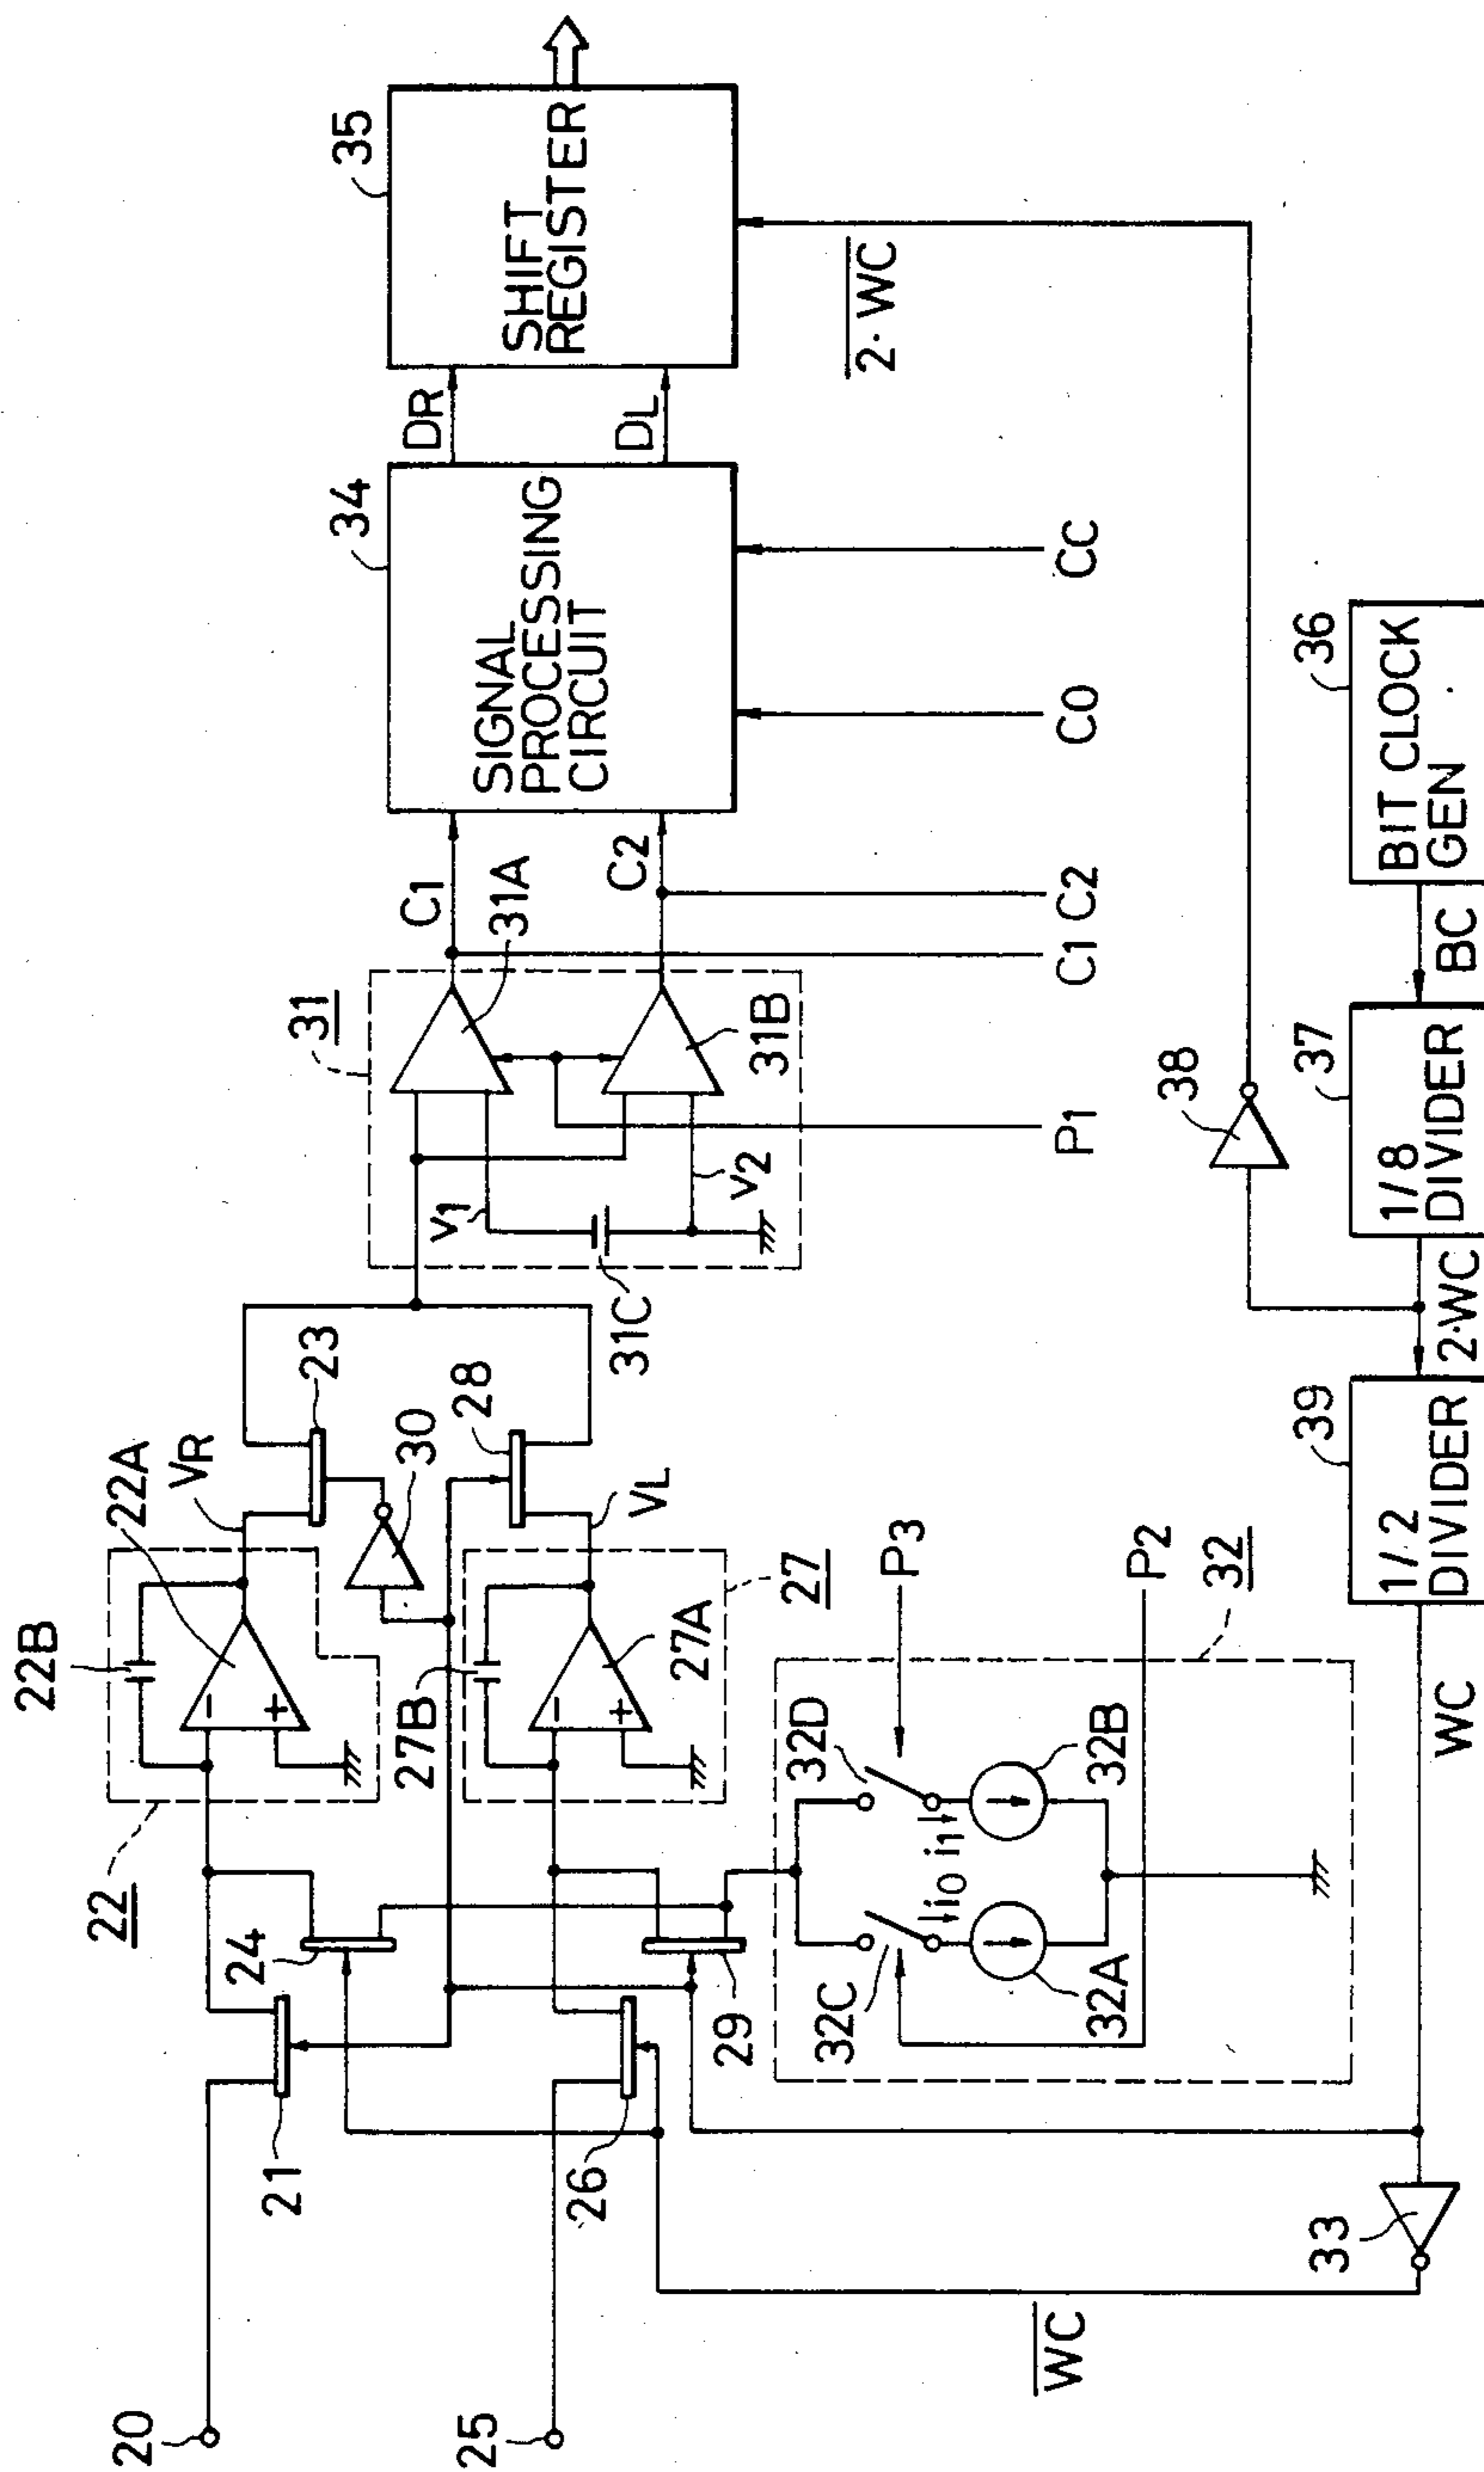 20
21
22
22B
22A
VR
23
24
30
25
26
27B
27A
27
VL
28
29
31C
31
V1
V2
31A
31B
P1
C1
C2
C1
C2
SIGNAL
PROCESSING
CIRCUIT
34
CO
CC
DR
DL
SHIFT
REGISTER
35
2·WC
32C
32D
i0
i1
32A
32B
P3
P2
32
WC
33
WC
1/2
DIVIDER
39
2·WC
38
1/8
DIVIDER
37
BC
BIT CLOCK
GEN
36